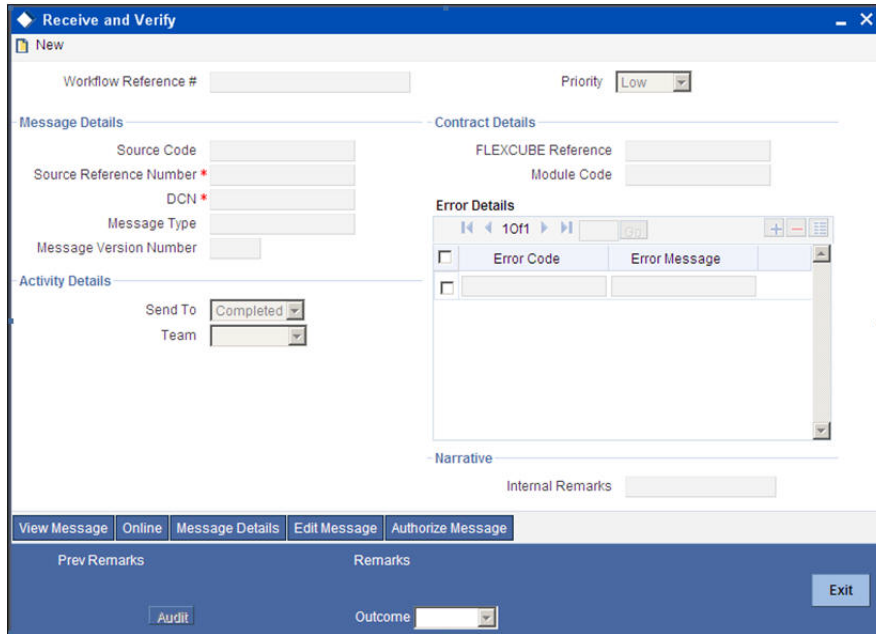 Receive and Verify
New
Workflow Reference #
Priority Low
Message Details
Source Code
Source Reference Number *
DCN *
Message Type
Message Version Number
Activity Details
Send To Completed
Team
Contract Details
FLEXCUBE Reference
Module Code
Error Details
1Of1 Go
Error Code Error Message
Narrative
Internal Remarks
View Message Online Message Details Edit Message Authorize Message
Prev Remarks Remarks
Exit
Audit Outcome